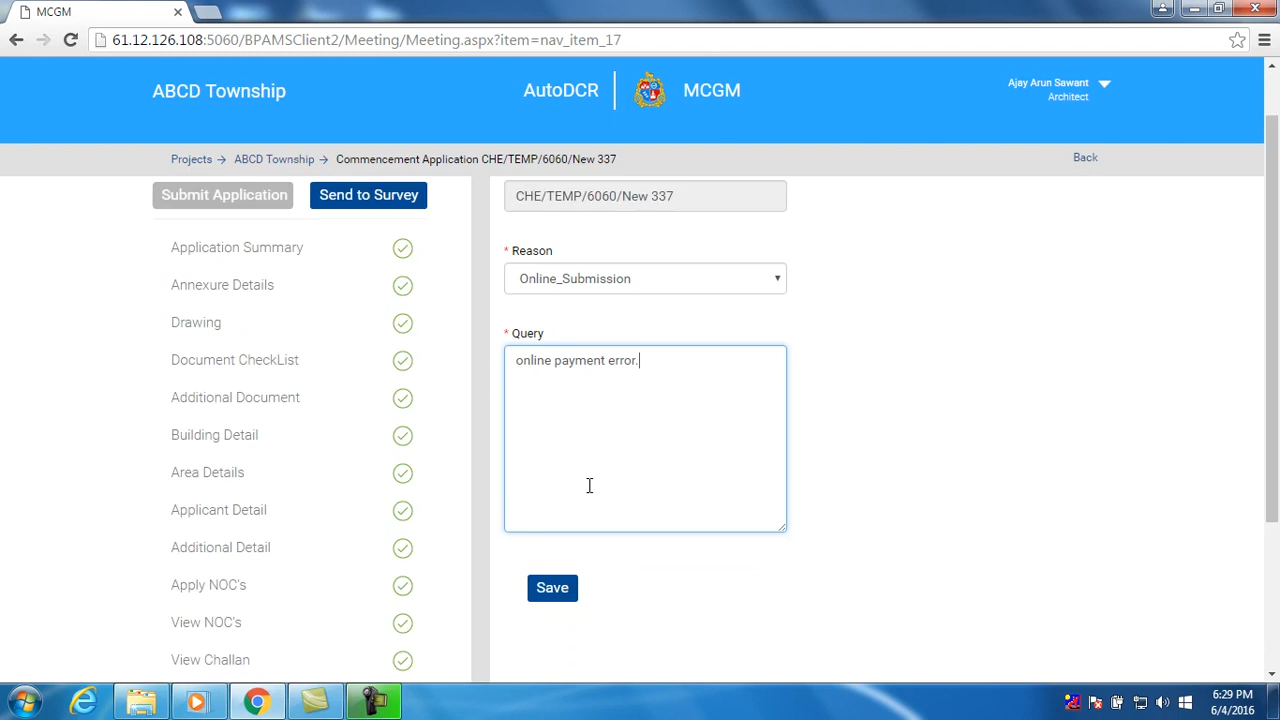 MCGM
61.12.126.108:5060/BPAMSClient2/Meeting/Meeting.aspx?item=nav_item_17
ABCD Township
AutoDCR
MCGM
Ajay Arun Sawant
Architect
Projects → ABCD Township → Commencement Application CHE/TEMP/6060/New 337
Back
Submit Application
Send to Survey
CHE/TEMP/6060/New 337
Application Summary
Annexure Details
Drawing
Document CheckList
Additional Document
Building Detail
Area Details
Applicant Detail
Additional Detail
Apply NOC's
View NOC's
View Challan
* Reason
Online_Submission
* Query
online payment error.
Save
6:29 PM
6/4/2016